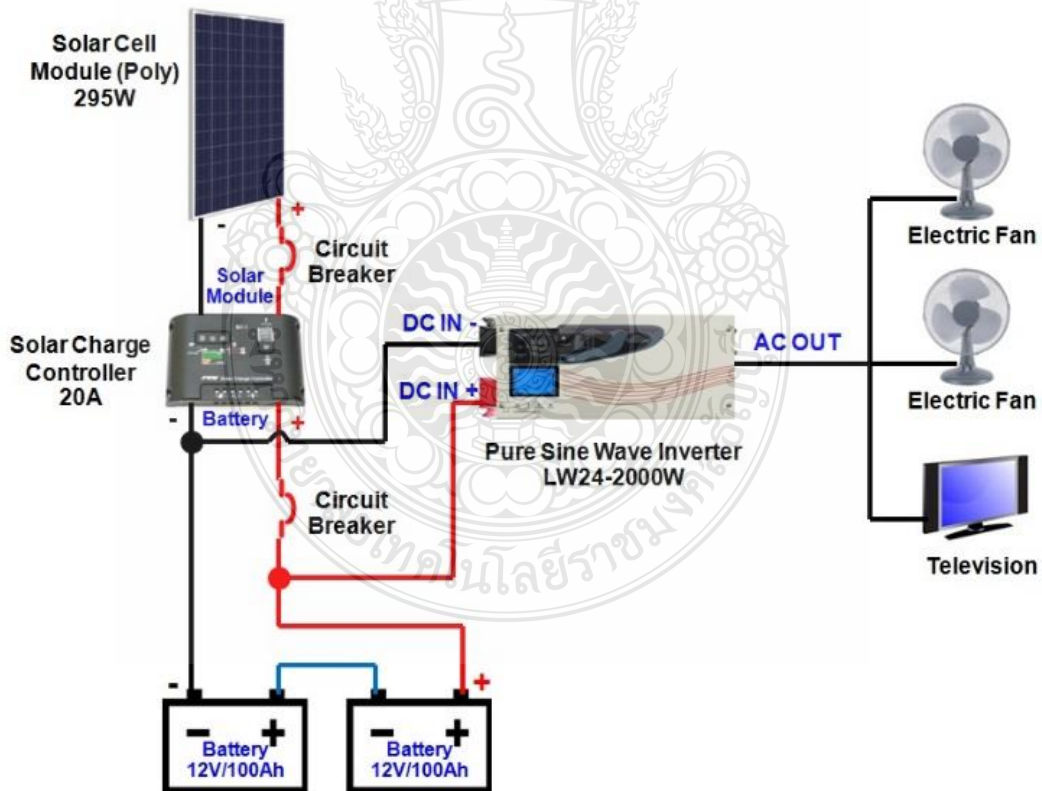 Solar Cell
Module (Poly)
295W
-
+
Circuit
Breaker
Solar
Module
Solar Charge
Controller
20A
-
Battery
+
DC IN -
DC IN +
AC OUT
Pure Sine Wave Inverter
LW24-2000W
Electric Fan
Electric Fan
Television
Circuit
Breaker
-
+
- +
Battery
12V/100Ah
- +
Battery
12V/100Ah